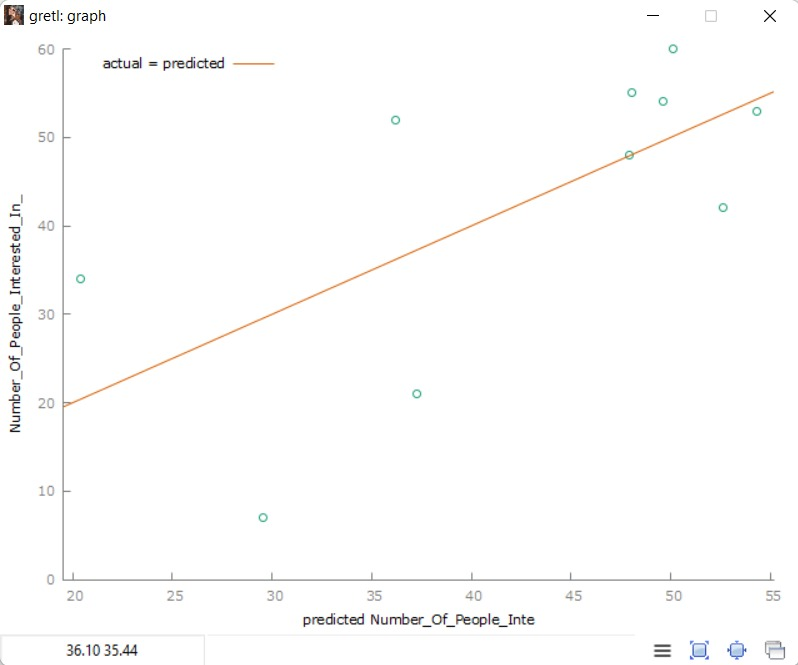 gretl: graph
60
actual = predicted
50
40
30
20
10
0
Number_Of_People_Interested_In_
20 25 30 35 40 45 50 55
predicted Number_Of_People_Inte
36.10 35.44